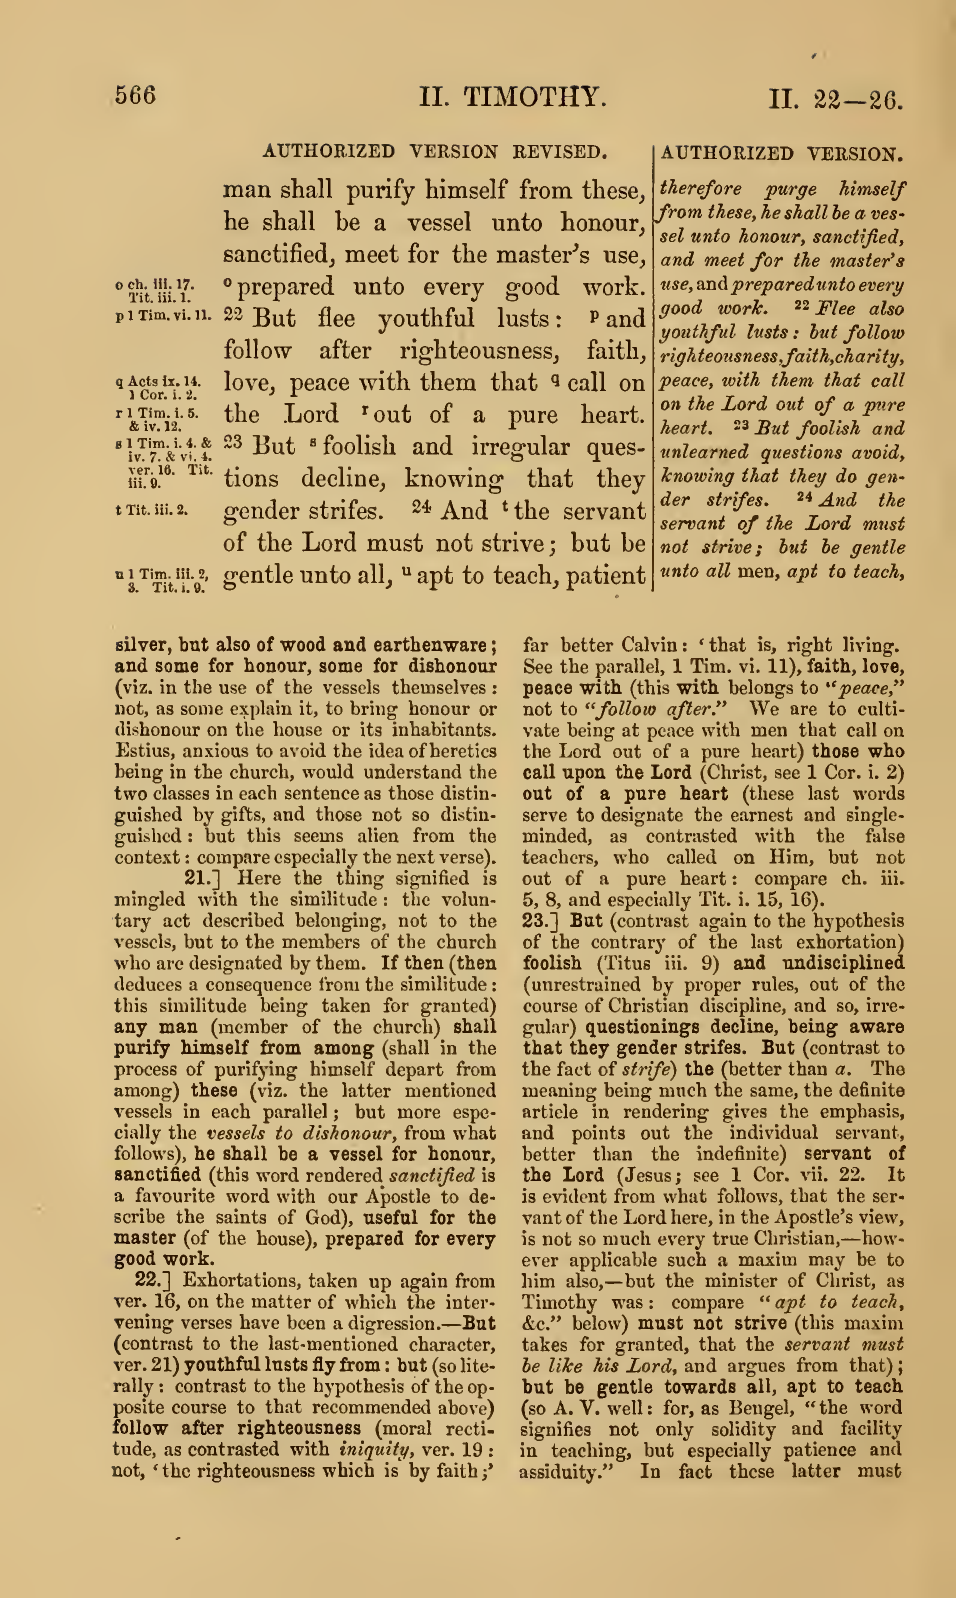 566
II. TIMOTHY.
II. 22—26.
AUTHORIZED VERSION REVISED.
man shall purify himself from these,
he shall be a vessel unto honour,
sanctified, meet for the master's use,
o prepared unto every good work.
22 But flee youthful lusts: p and
follow after righteousness, faith,
love, peace with them that q call on
the Lord r out of a pure heart.
23 But s foolish and irregular ques-
tions decline, knowing that they
gender strifes. 24 And t the servant
of the Lord must not strive; but be
gentle unto all, u apt to teach, patient
o ch. iii. 17.
Tit. iii. 1.
p 1 Tim. vi. 11.
q Acts ix. 14.
1 Cor. i. 2.
r 1 Tim. i. 5.
& iv. 12.
s 1 Tim. i. 4. &
iv. 7. & vi. 4.
ver. 16. Tit.
iii. 9.
t Tit. iii. 2.
u 1 Tim. iii. 2,
3. Tit. i. 9.
AUTHORIZED VERSION.
therefore purge himself
from these, he shall be a ves-
sel unto honour, sanctified,
and meet for the master's
use, and prepared unto every
good work. 22 Flee also
youthful lusts: but follow
righteousness, faith, charity,
peace, with them that call
on the Lord out of a pure
heart. 23 But foolish and
unlearned questions avoid,
knowing that they do gen-
der strifes. 24 And the
servant of the Lord must
not strive; but be gentle
unto all men, apt to teach,
silver, but also of wood and earthenware;
and some for honour, some for dishonour
(viz. in the use of the vessels themselves:
not, as some explain it, to bring honour or
dishonour on the house or its inhabitants.
Estius, anxious to avoid the idea of heretics
being in the church, would understand the
two classes in each sentence as those distin-
guished by gifts, and those not so distin-
guished: but this seems alien from the
context: compare especially the next verse).
21.] Here the thing signified is
mingled with the similitude: the volun-
tary act described belonging, not to the
vessels, but to the members of the church
who are designated by them. If then (then
deduces a consequence from the similitude:
this similitude being taken for granted)
any man (member of the church) shall
purify himself from among (shall in the
process of purifying himself depart from
among) these (viz. the latter mentioned
vessels in each parallel; but more espe-
cially the vessels to dishonour, from what
follows), he shall be a vessel for honour,
sanctified (this word rendered sanctified is
a favourite word with our Apostle to de-
scribe the saints of God), useful for the
master (of the house), prepared for every
good work.
22.] Exhortations, taken up again from
ver. 16, on the matter of which the inter-
vening verses have been a digression.—But
(contrast to the last-mentioned character,
ver. 21) youthful lusts fly from: but (so lite-
rally: contrast to the hypothesis of the op-
posite course to that recommended above)
follow after righteousness (moral recti-
tude, as contrasted with iniquity, ver. 19:
not, 'the righteousness which is by faith;'
far better Calvin: 'that is, right living.
See the parallel, 1 Tim. vi. 11), faith, love,
peace with (this with belongs to "peace,"
not to "follow after." We are to culti-
vate being at peace with men that call on
the Lord out of a pure heart) those who
call upon the Lord (Christ, see 1 Cor. i. 2)
out of a pure heart (these last words
serve to designate the earnest and single-
minded, as contrasted with the false
teachers, who called on Him, but not
out of a pure heart: compare ch. iii.
5, 8, and especially Tit. i. 15, 16).
23.] But (contrast again to the hypothesis
of the contrary of the last exhortation)
foolish (Titus iii. 9) and undisciplined
(unrestrained by proper rules, out of the
course of Christian discipline, and so, irre-
gular) questionings decline, being aware
that they gender strifes. But (contrast to
the fact of strife) the (better than a. The
meaning being much the same, the definite
article in rendering gives the emphasis,
and points out the individual servant,
better than the indefinite) servant of
the Lord (Jesus; see 1 Cor. vii. 22. It
is evident from what follows, that the ser-
vant of the Lord here, in the Apostle's view,
is not so much every true Christian,—how-
ever applicable such a maxim may be to
him also,—but the minister of Christ, as
Timothy was: compare "apt to teach,
&c." below) must not strive (this maxim
takes for granted, that the servant must
be like his Lord, and argues from that);
but be gentle towards all, apt to teach
(so A. V. well: for, as Bengel, "the word
signifies not only solidity and facility
in teaching, but especially patience and
assiduity." In fact these latter must